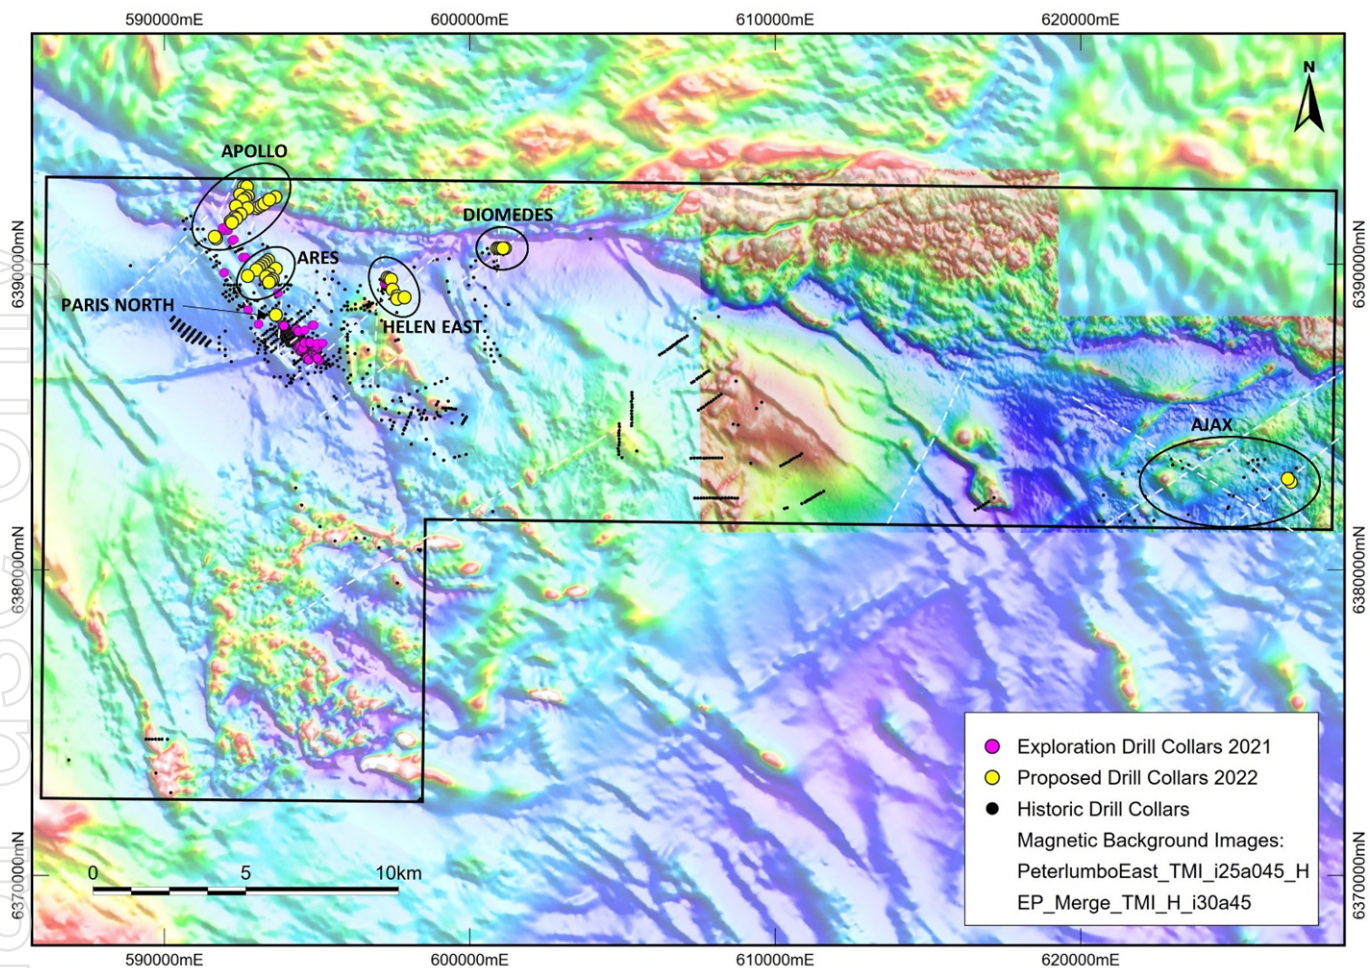 590000mE 600000mE 610000mE 620000mE
N
APOLLO
DIOMEDES
ARES
6390000mN 6390000mN
PARIS NORTH
HELEN EAST
AJAX
6380000mN 6380000mN
Exploration Drill Collars 2021
Proposed Drill Collars 2022
Historic Drill Collars
Magnetic Background Images:
PeterlumboEast_TMI_i25a045_H
EP_Merge_TMI_H_i30a45
0 5 10km
6370000mN 6370000mN
590000mE 600000mE 610000mE 620000mE